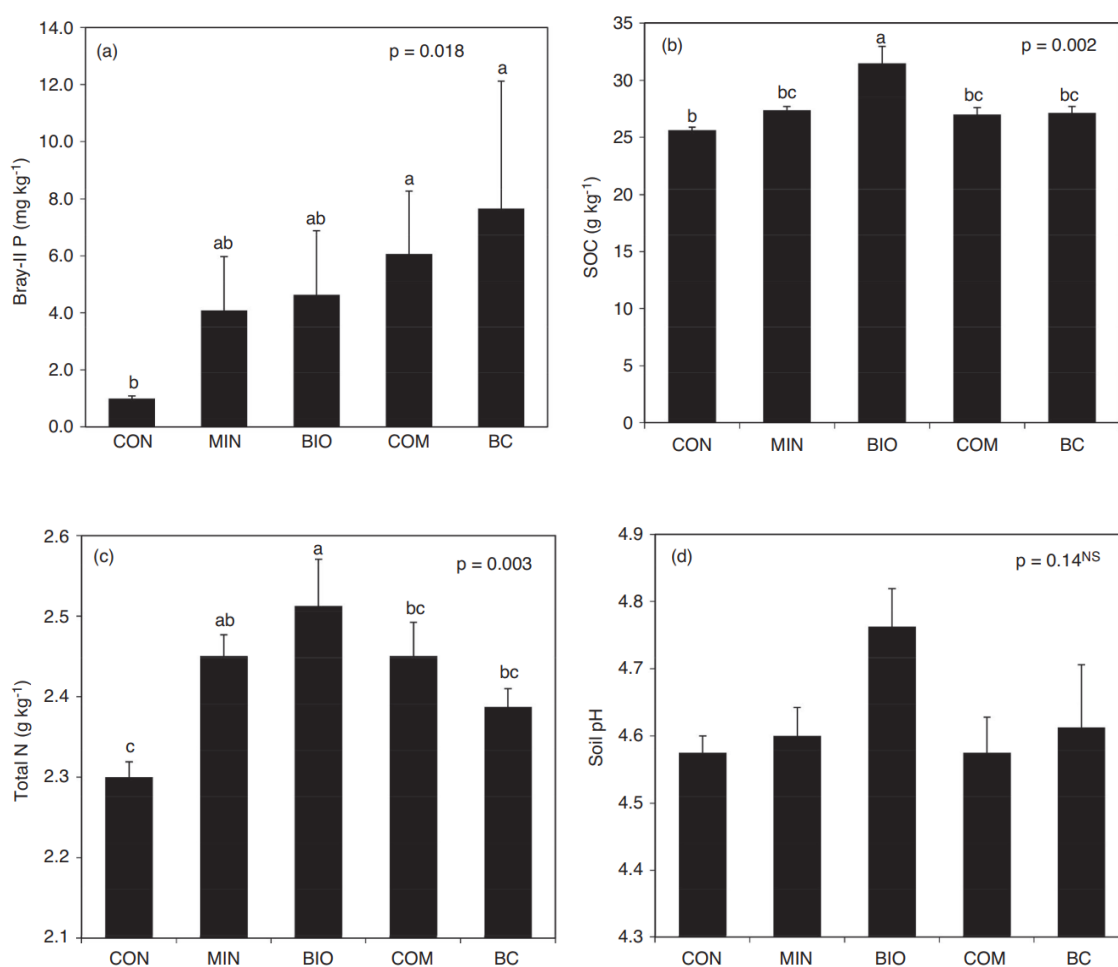 (a)
p = 0.018
Bray-II P (mg kg⁻¹)
14.0
12.0
10.0
8.0
6.0
4.0
2.0
0.0
b
ab
ab
a
a
CON MIN BIO COM BC
(b)
p = 0.002
SOC (g kg⁻¹)
35
30
25
20
15
10
5
0
b
bc
a
bc
bc
CON MIN BIO COM BC
(c)
p = 0.003
Total N (g kg⁻¹)
2.6
2.5
2.4
2.3
2.2
2.1
c
ab
a
bc
bc
CON MIN BIO COM BC
(d)
p = 0.14ᴺˢ
Soil pH
4.9
4.8
4.7
4.6
4.5
4.4
4.3
CON MIN BIO COM BC